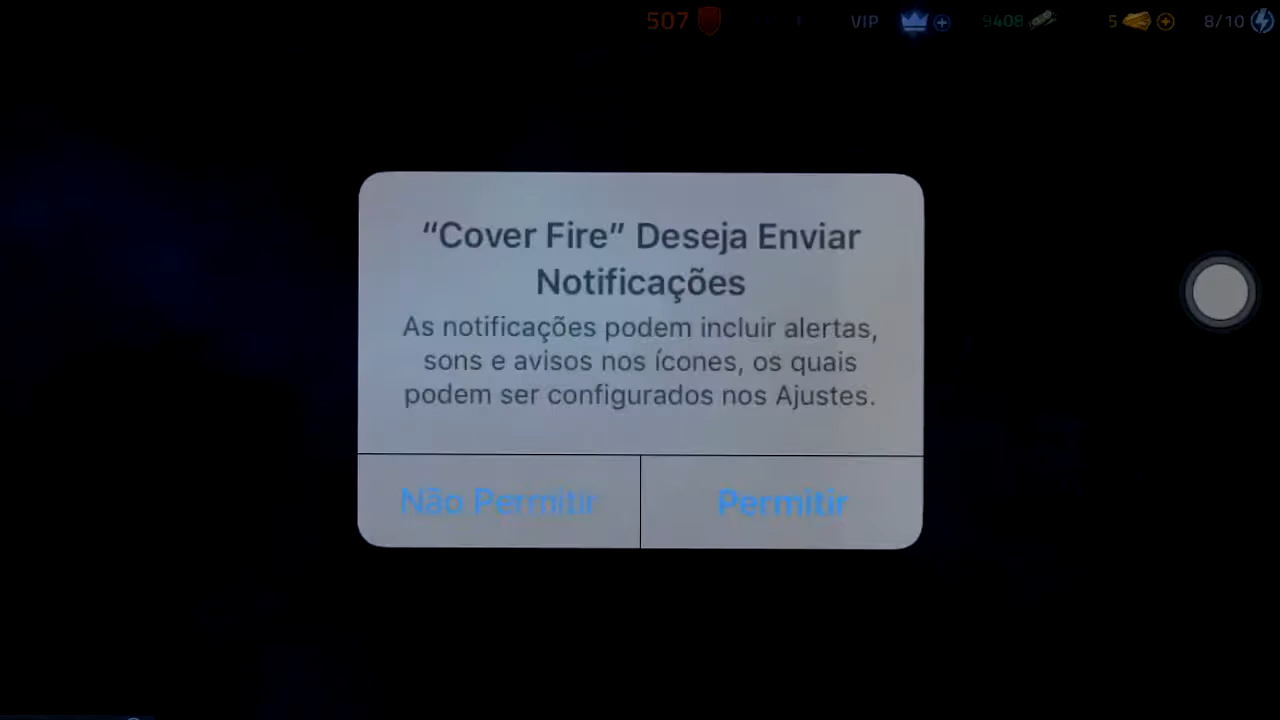 507 VIP 9408 5 8/10
“Cover Fire” Deseja Enviar
Notificações
As notificações podem incluir alertas,
sons e avisos nos ícones, os quais
podem ser configurados nos Ajustes.
Não Permitir Permitir